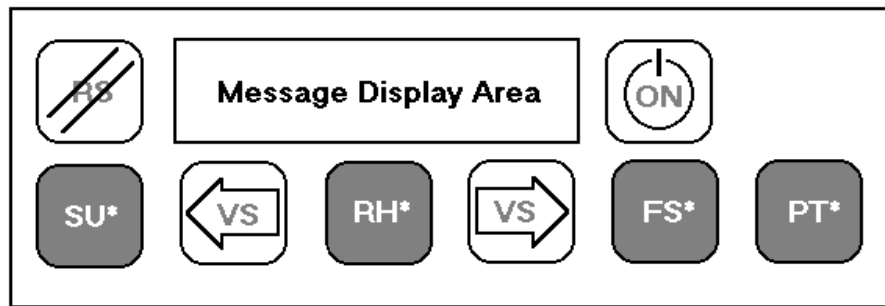 RS Message Display Area ON
SU* VS RH* VS FS* PT*